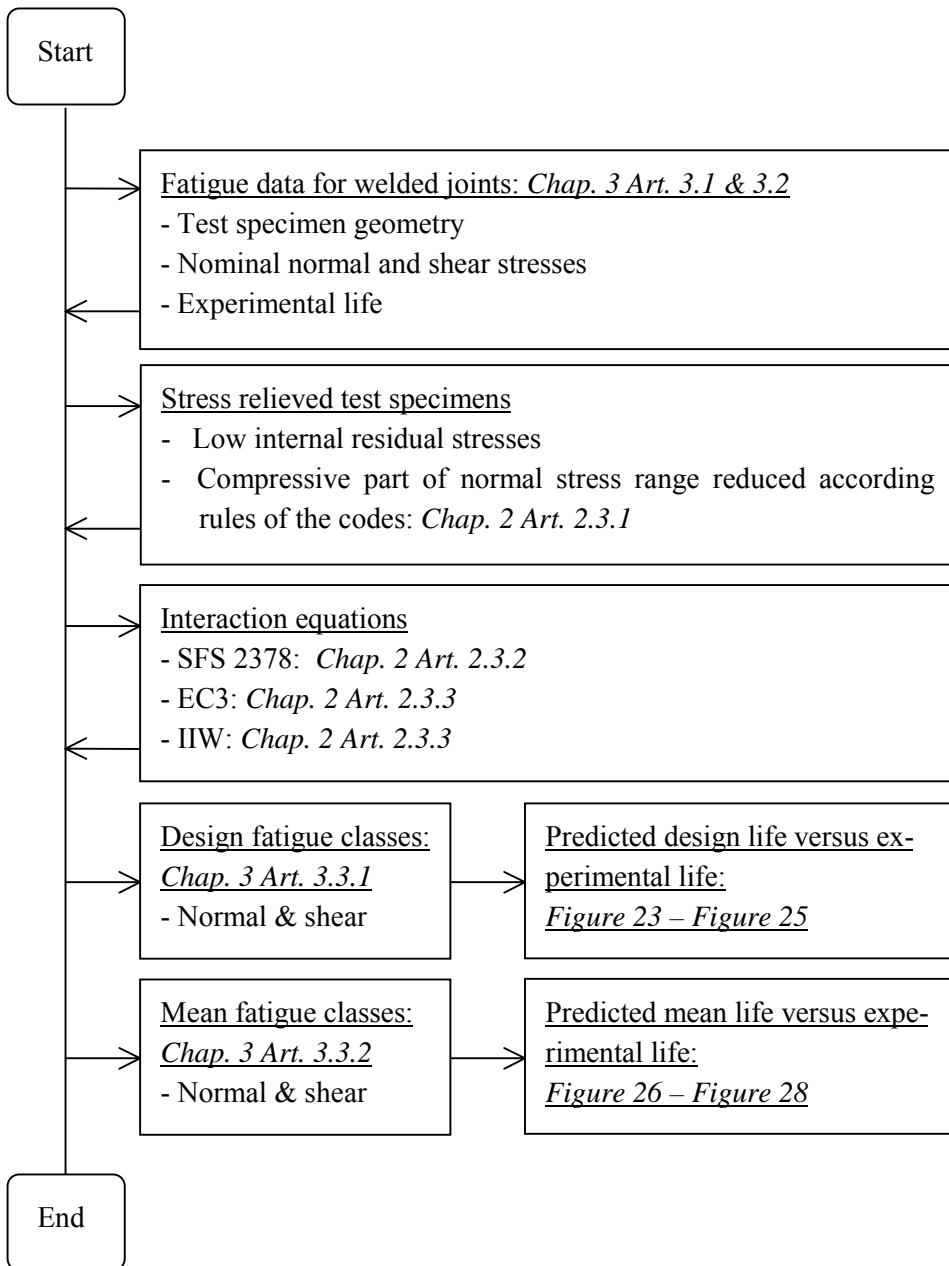 Start
Fatigue data for welded joints: Chap. 3 Art. 3.1 & 3.2
- Test specimen geometry
- Nominal normal and shear stresses
- Experimental life
Stress relieved test specimens
- Low internal residual stresses
- Compressive part of normal stress range reduced according
rules of the codes: Chap. 2 Art. 2.3.1
Interaction equations
- SFS 2378: Chap. 2 Art. 2.3.2
- EC3: Chap. 2 Art. 2.3.3
- IIW: Chap. 2 Art. 2.3.3
Design fatigue classes:
Chap. 3 Art. 3.3.1
- Normal & shear
Predicted design life versus ex-
perimental life:
Figure 23 – Figure 25
Mean fatigue classes:
Chap. 3 Art. 3.3.2
- Normal & shear
Predicted mean life versus expe-
rimental life:
Figure 26 – Figure 28
End